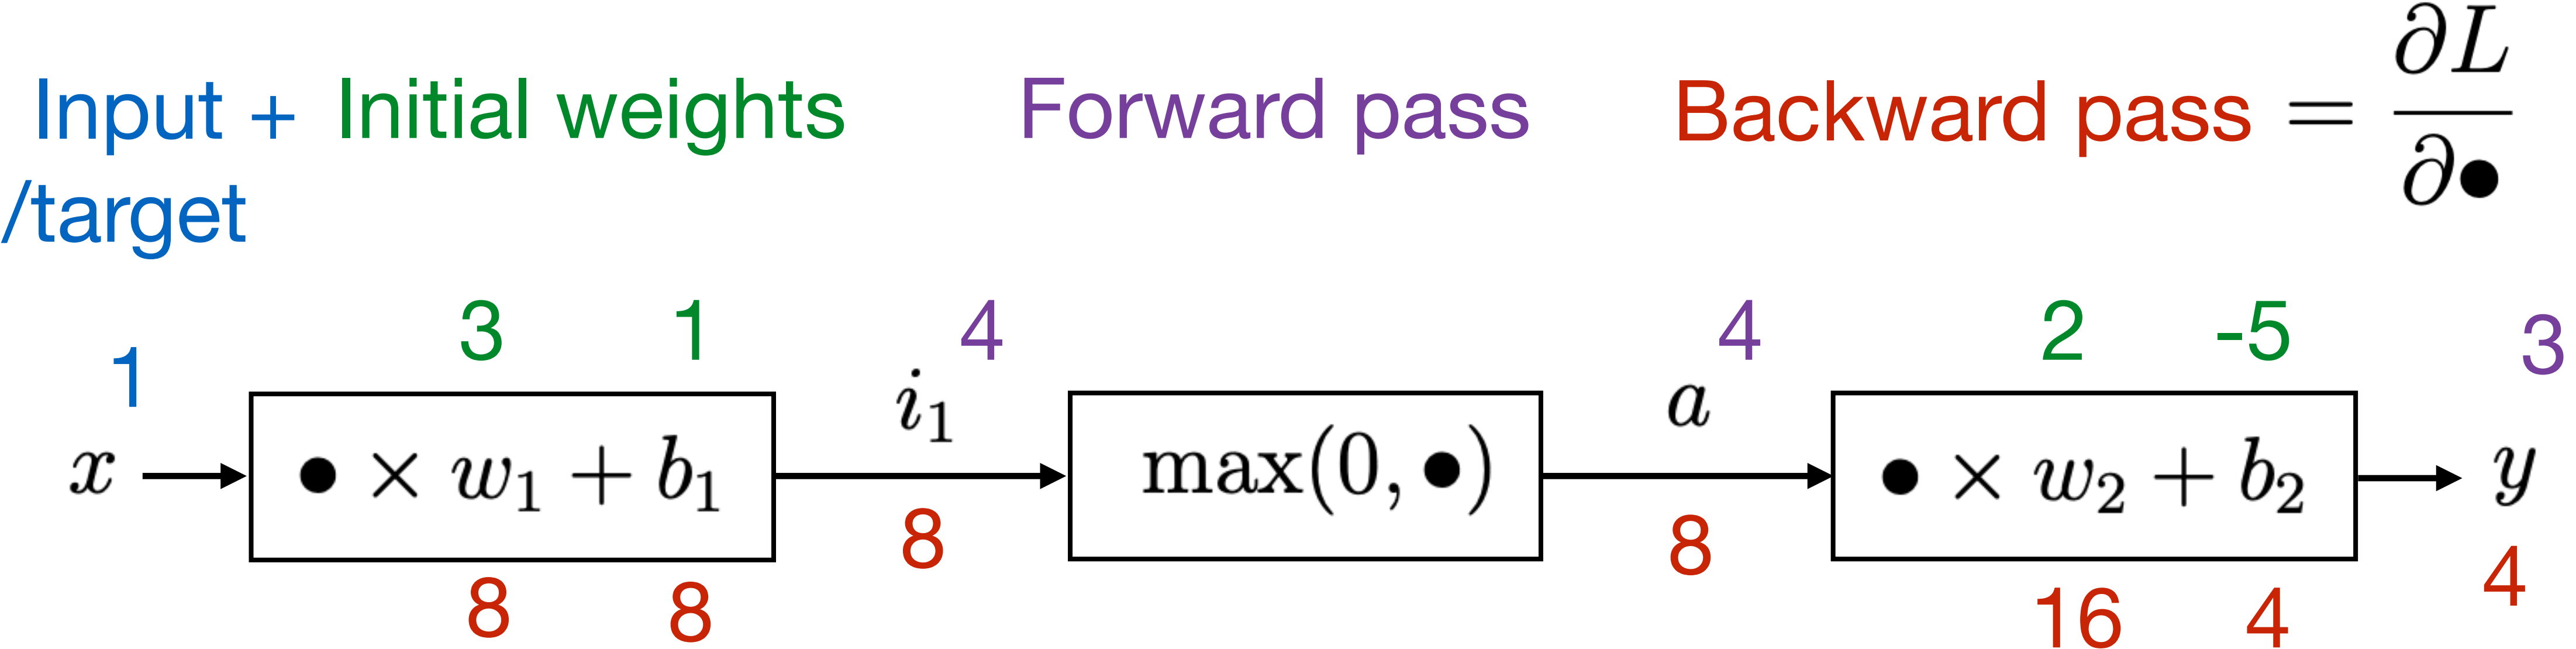 Input + Initial weights Forward pass Backward pass = ∂L/∂●
/target
3 1 4 4 2 -5 3
1 i₁ a
x ● × w₁ + b₁ max(0, ●) ● × w₂ + b₂ y
8 8 4
8 8 16 4